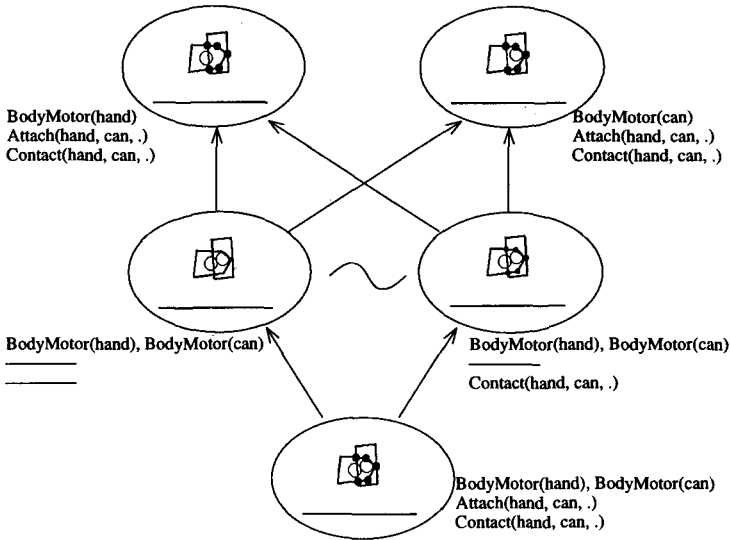 BodyMotor(hand)
Attach(hand, can, .)
Contact(hand, can, .)
BodyMotor(can)
Attach(hand, can, .)
Contact(hand, can, .)
BodyMotor(hand), BodyMotor(can)
BodyMotor(hand), BodyMotor(can)
Contact(hand, can, .)
BodyMotor(hand), BodyMotor(can)
Attach(hand, can, .)
Contact(hand, can, .)